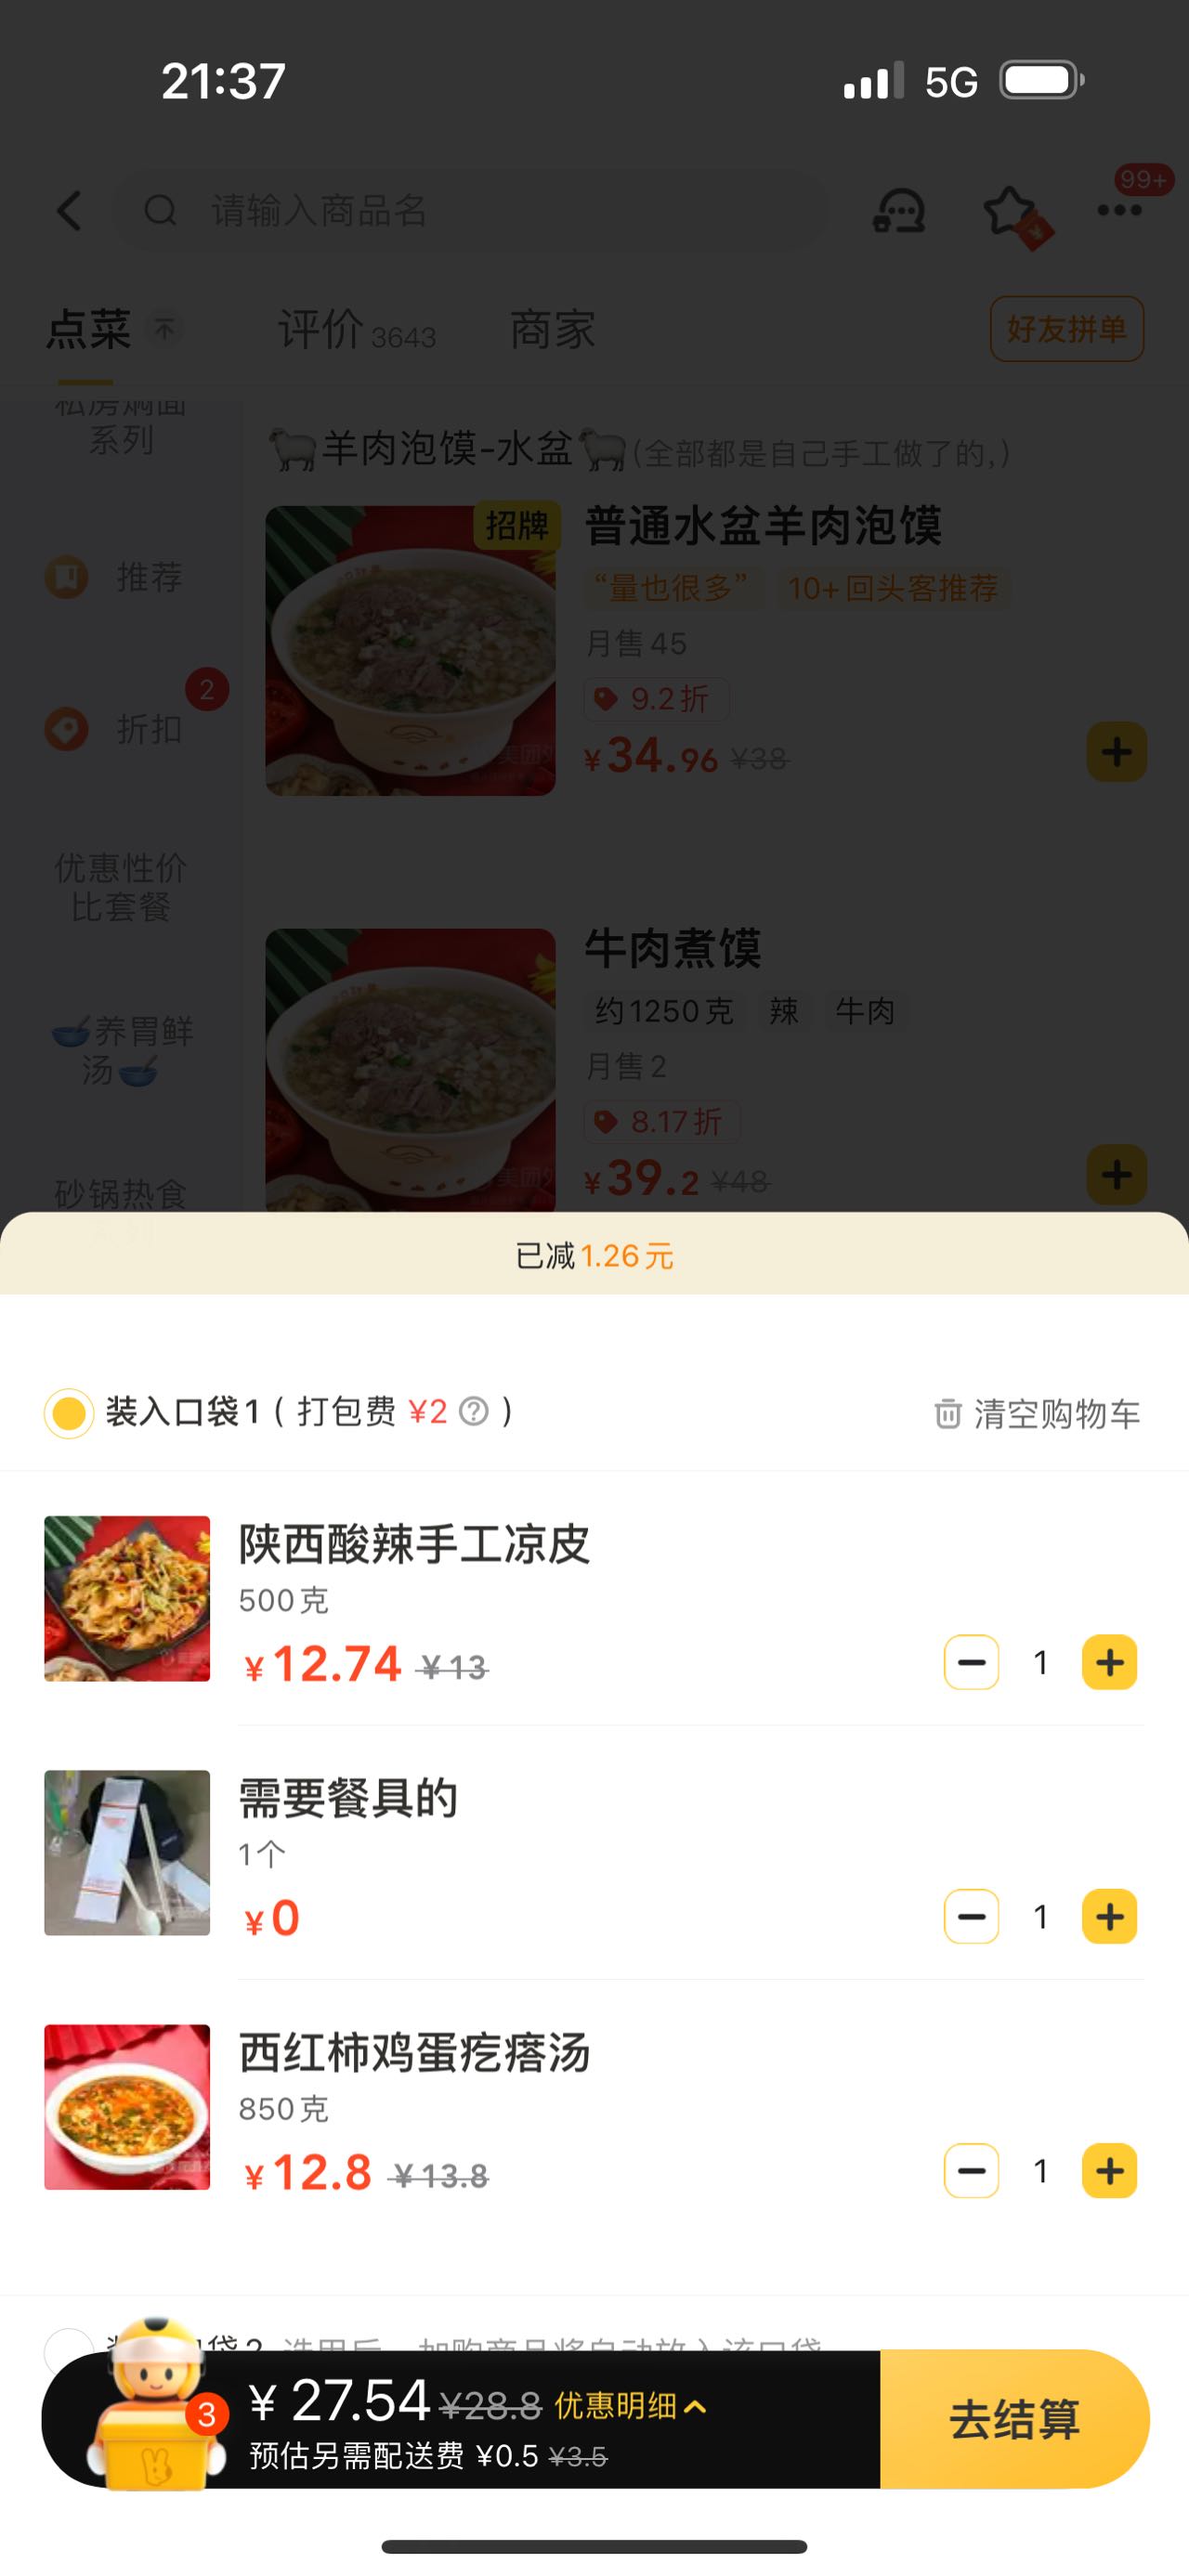 21:37
5G
99+
请输入商品名
点菜
评价 3643
商家
好友拼单
私房焖面
系列
推荐
2
折扣
优惠性价
比套餐
养胃鲜
汤
砂锅热食
羊肉泡馍-水盆(全部都是自己手工做了的,)
招牌
普通水盆羊肉泡馍
“量也很多” 10+回头客推荐
月售 45
9.2折
¥34.96 ¥38
牛肉煮馍
约1250克 辣 牛肉
月售 2
8.17折
¥39.2 ¥48
已减1.26元
装入口袋1 ( 打包费 ¥2 ? )
清空购物车
陕西酸辣手工凉皮
500克
¥12.74 ¥13
1
需要餐具的
1个
¥0
1
西红柿鸡蛋疙瘩汤
850克
¥12.8 ¥13.8
1
3
¥27.54 ¥28.8 优惠明细
预估另需配送费 ¥0.5 ¥3.5
去结算